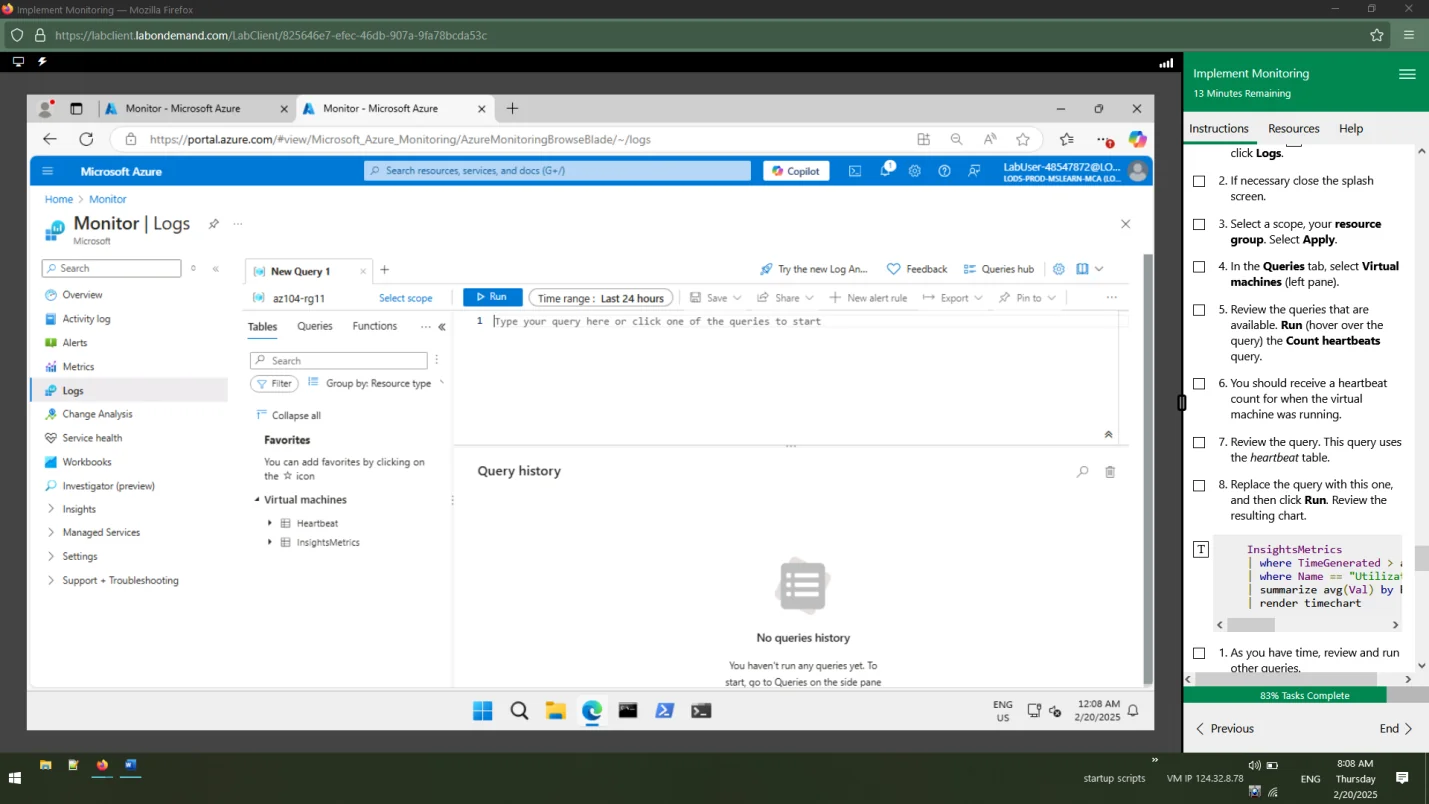 Implement Monitoring — Mozilla Firefox
https://labclient.labondemand.com/LabClient/825646e7-efec-46db-907a-9fa78bcda53c
Monitor - Microsoft Azure
Monitor - Microsoft Azure
https://portal.azure.com/#view/Microsoft_Azure_Monitoring/AzureMonitoringBrowseBlade/~/logs
Microsoft Azure
Search resources, services, and docs (G+/)
Copilot
1
LabUser-48547872@LO...
LODS-PROD-MSLEARN-MCA (LO...
Home > Monitor
Monitor | Logs
Microsoft
Search
Overview
Activity log
Alerts
Metrics
Logs
Change Analysis
Service health
Workbooks
Investigator (preview)
Insights
Managed Services
Settings
Support + Troubleshooting
New Query 1
Try the new Log An...
Feedback
Queries hub
az104-rg11
Select scope
Run
Time range : Last 24 hours
Save
Share
New alert rule
Export
Pin to
Tables
Queries
Functions
Search
Filter
Group by: Resource type
Collapse all
Favorites
You can add favorites by clicking on
the ☆ icon
Virtual machines
Heartbeat
InsightsMetrics
1 Type your query here or click one of the queries to start
Query history
No queries history
You haven't run any queries yet. To
start, go to Queries on the side pane
ENG
US
12:08 AM
2/20/2025
Implement Monitoring
13 Minutes Remaining
Instructions
Resources
Help
click Logs.
2. If necessary close the splash
screen.
3. Select a scope, your resource
group. Select Apply.
4. In the Queries tab, select Virtual
machines (left pane).
5. Review the queries that are
available. Run (hover over the
query) the Count heartbeats
query.
6. You should receive a heartbeat
count for when the virtual
machine was running.
7. Review the query. This query uses
the heartbeat table.
8. Replace the query with this one,
and then click Run. Review the
resulting chart.
T
InsightsMetrics
| where TimeGenerated >
| where Name == "Utiliza
| summarize avg(Val) by
| render timechart
1. As you have time, review and run
other queries.
83% Tasks Complete
Previous
End
startup scripts
VM IP 124.32.8.78
ENG
8:08 AM
Thursday
2/20/2025